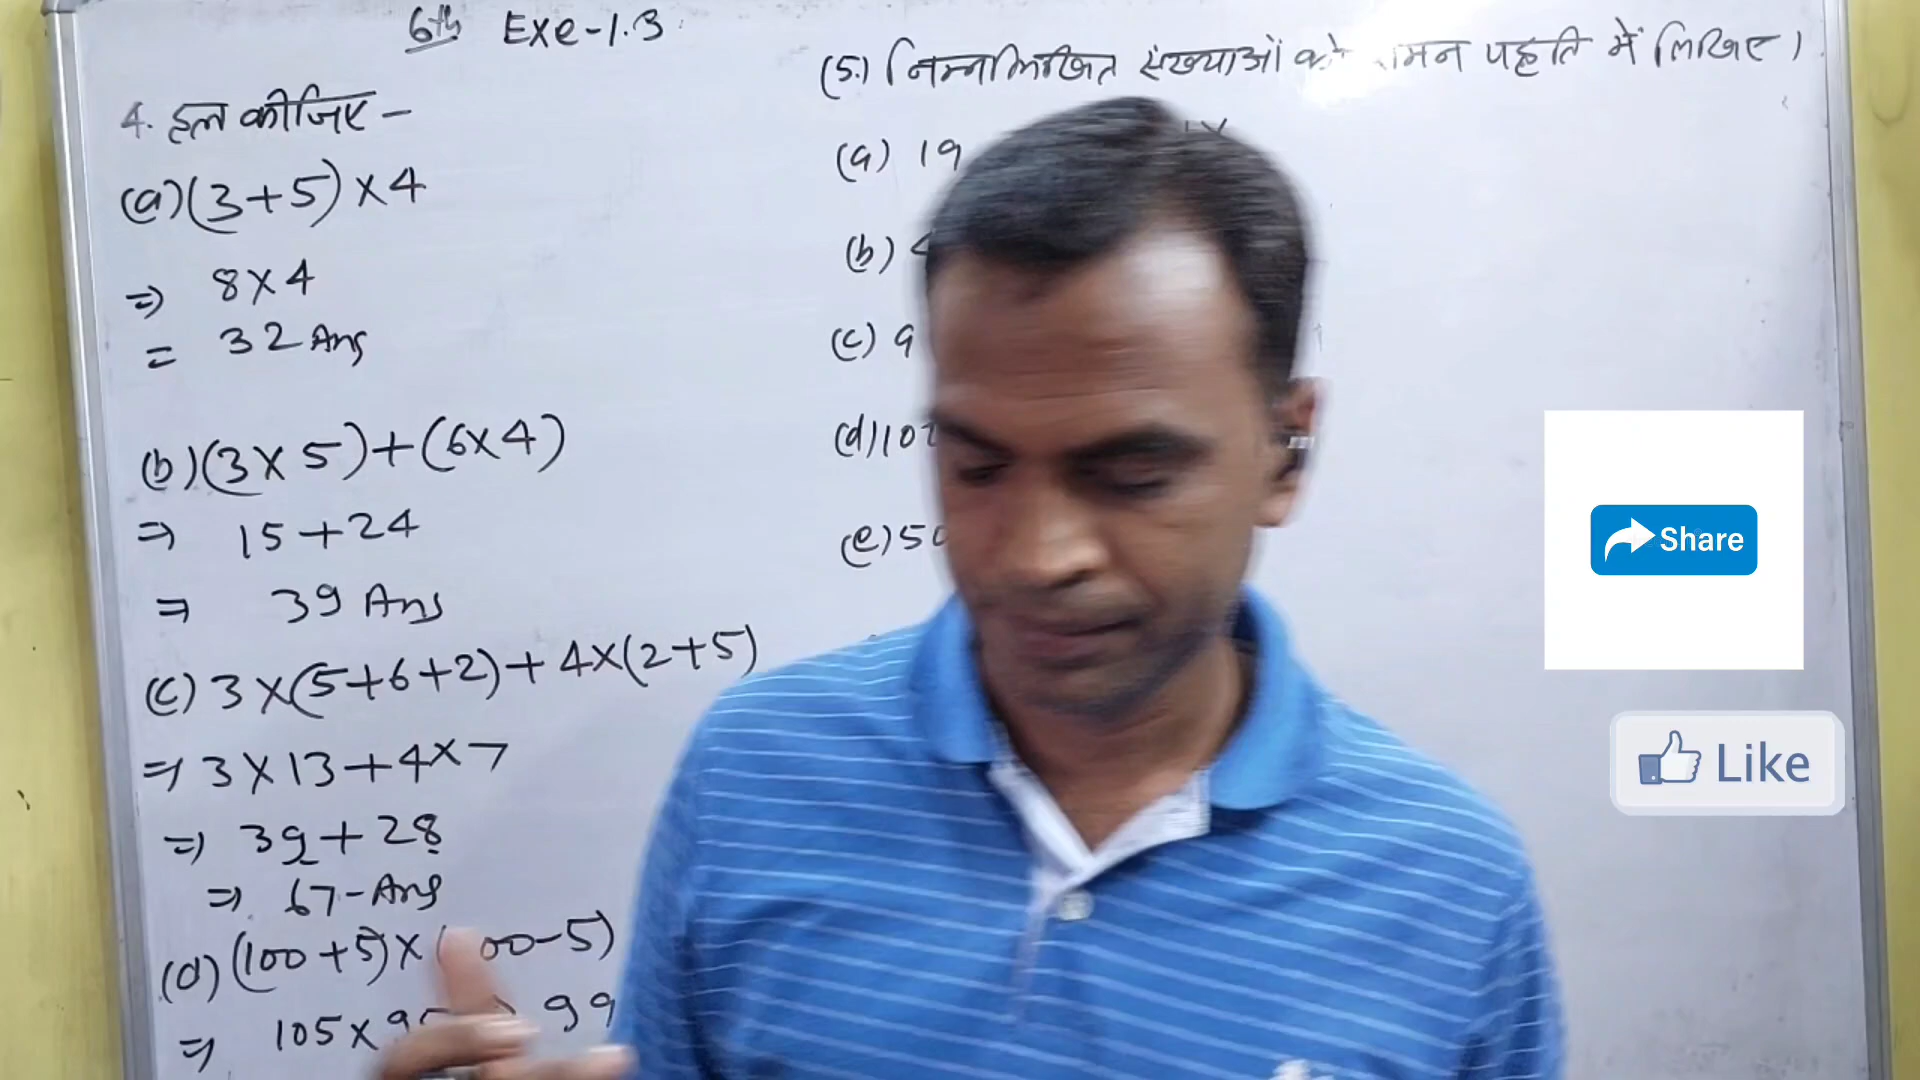 6th Exe-1.3
4. हल कीजिए -
(a) (3+5) × 4
⇒ 8 × 4
= 32 Ans
(b) (3 × 5) + (6 × 4)
⇒ 15 + 24
⇒ 39 Ans
(c) 3 × (5+6+2) + 4 × (2+5)
⇒ 3 × 13 + 4 × 7
⇒ 39 + 28
⇒ 67 - Ans
(d) (100 + 5) × (00-5)
⇒ 105 × 99
(5.) निम्नलिखित संख्याओं को पद्धति में लिखिए।
(a) 19
(b) 4
(c) 9
(d) 10
(e) 50
Share
Like